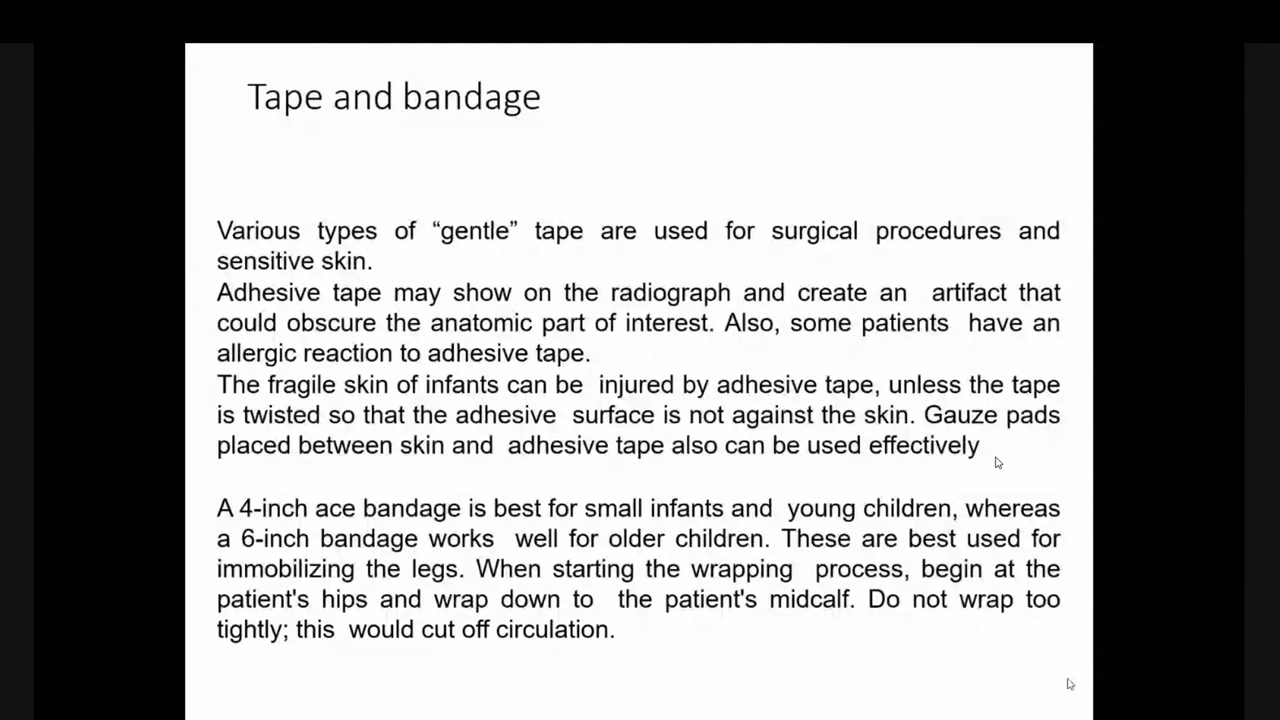 Tape and bandage
Various types of “gentle” tape are used for surgical procedures and
sensitive skin.
Adhesive tape may show on the radiograph and create an artifact that
could obscure the anatomic part of interest. Also, some patients have an
allergic reaction to adhesive tape.
The fragile skin of infants can be injured by adhesive tape, unless the tape
is twisted so that the adhesive surface is not against the skin. Gauze pads
placed between skin and adhesive tape also can be used effectively
A 4-inch ace bandage is best for small infants and young children, whereas
a 6-inch bandage works well for older children. These are best used for
immobilizing the legs. When starting the wrapping process, begin at the
patient's hips and wrap down to the patient's midcalf. Do not wrap too
tightly; this would cut off circulation.